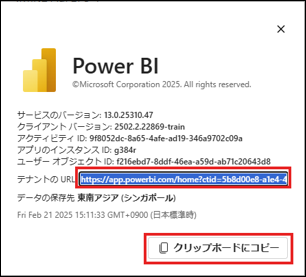 Power BI
©Microsoft Corporation 2025. All rights reserved.
サービスのバージョン: 13.0.25310.47
クライアント バージョン: 2502.2.22869-train
アクティビティ ID: 9f8052dc-8a65-4afe-ad19-346a9702c09a
アプリのインスタンス ID: g384r
ユーザー オブジェクト ID: f216ebd7-8ddf-46ea-a59d-ab71c20643d8
テナントの URL: https://app.powerbi.com/home?ctid=5b8d00e8-a1e4-4
データの保存先 東南アジア (シンガポール)
Fri Feb 21 2025 15:11:33 GMT+0900 (日本標準時)
クリップボードにコピー